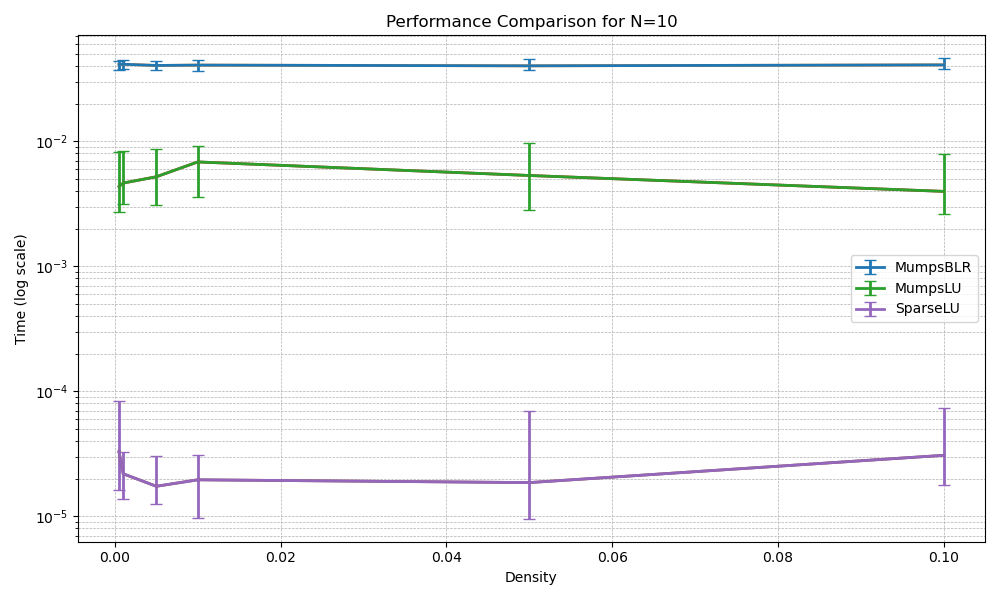 Performance Comparison for N=10
Time (log scale)
10⁻²
10⁻³
10⁻⁴
10⁻⁵
MumpsBLR
MumpsLU
SparseLU
0.00 0.02 0.04 0.06 0.08 0.10
Density